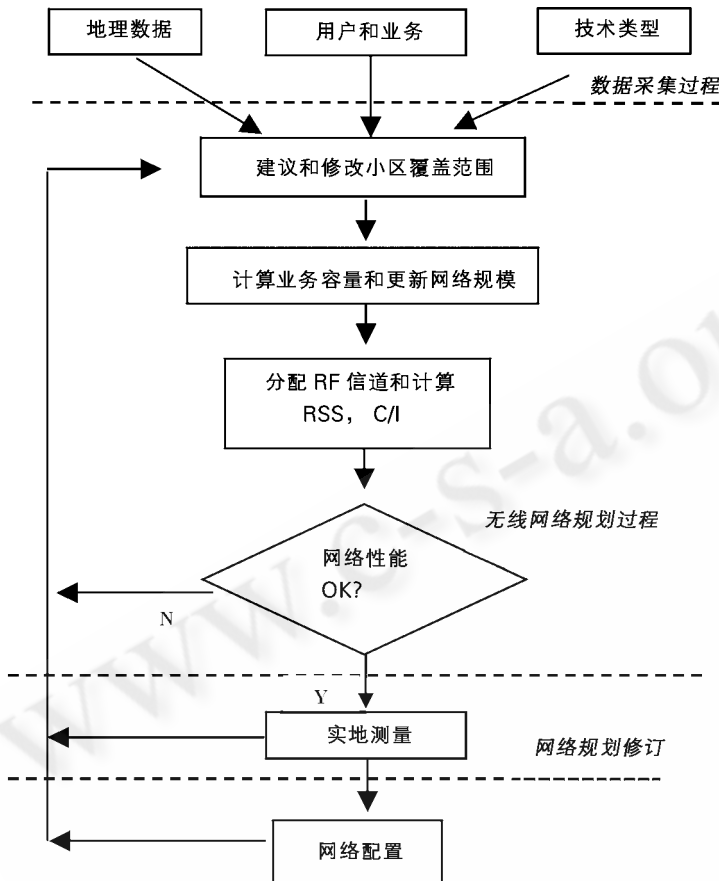 地理数据
用户和业务
技术类型
数据采集过程
建议和修改小区覆盖范围
计算业务容量和更新网络规模
分配 RF 信道和计算
RSS, C/I
无线网络规划过程
网络性能
OK?
N
Y
实地测量
网络规划修订
网络配置
www.c-s-a.o